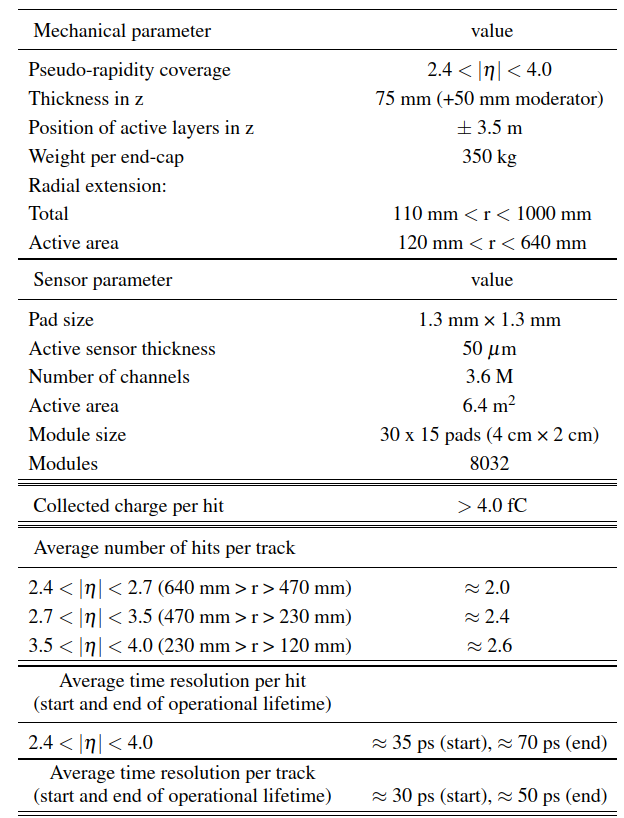 Mechanical parameter value
Pseudo-rapidity coverage 2.4 < |η| < 4.0
Thickness in z 75 mm (+50 mm moderator)
Position of active layers in z ± 3.5 m
Weight per end-cap 350 kg
Radial extension:
Total 110 mm < r < 1000 mm
Active area 120 mm < r < 640 mm
Sensor parameter value
Pad size 1.3 mm × 1.3 mm
Active sensor thickness 50 μm
Number of channels 3.6 M
Active area 6.4 m²
Module size 30 x 15 pads (4 cm × 2 cm)
Modules 8032
Collected charge per hit > 4.0 fC
Average number of hits per track
2.4 < |η| < 2.7 (640 mm > r > 470 mm) ≈ 2.0
2.7 < |η| < 3.5 (470 mm > r > 230 mm) ≈ 2.4
3.5 < |η| < 4.0 (230 mm > r > 120 mm) ≈ 2.6
Average time resolution per hit
(start and end of operational lifetime)
2.4 < |η| < 4.0 ≈ 35 ps (start), ≈ 70 ps (end)
Average time resolution per track
(start and end of operational lifetime) ≈ 30 ps (start), ≈ 50 ps (end)